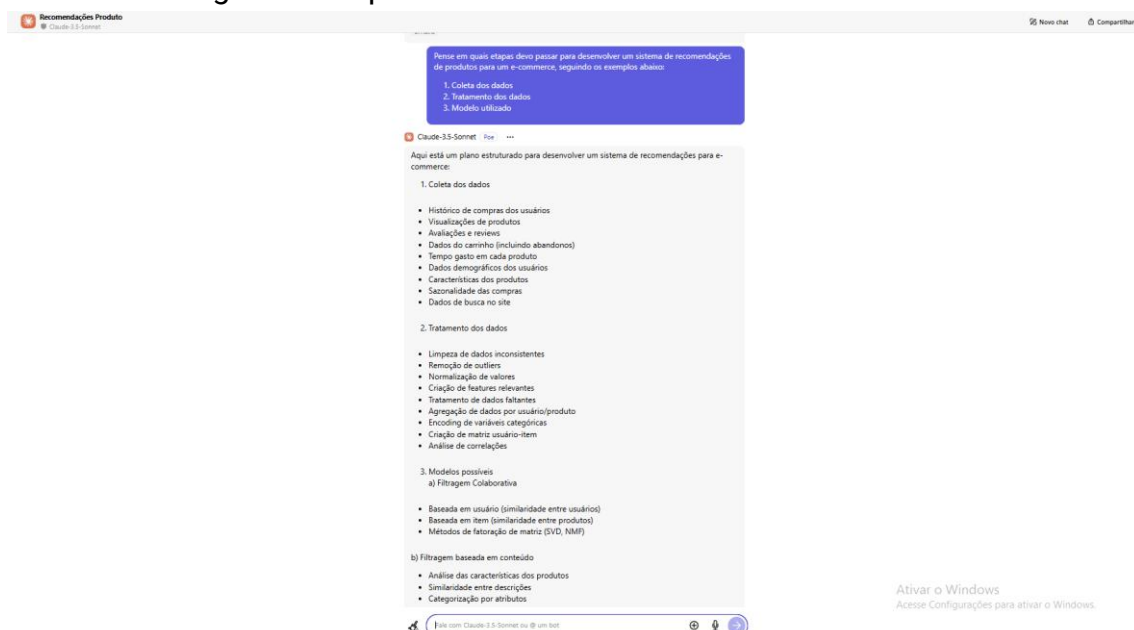 Recomendações Produto
Claude-3.5-Sonnet
Novo chat
Compartilhar
Pense em quais etapas devo passar para desenvolver um sistema de recomendações
de produtos para um e-commerce, seguindo os exemplos abaixo:
1. Coleta dos dados
2. Tratamento dos dados
3. Modelo utilizado
Claude-3.5-Sonnet Poe ...
Aqui está um plano estruturado para desenvolver um sistema de recomendações para e-
commerce:
1. Coleta dos dados
• Histórico de compras dos usuários
• Visualizações de produtos
• Avaliações e reviews
• Dados do carrinho (incluindo abandonos)
• Tempo gasto em cada produto
• Dados demográficos dos usuários
• Características dos produtos
• Sazonalidade das compras
• Dados de busca no site
2. Tratamento dos dados
• Limpeza de dados inconsistentes
• Remoção de outliers
• Normalização de valores
• Criação de features relevantes
• Tratamento de dados faltantes
• Agregação de dados por usuário/produto
• Encoding de variáveis categóricas
• Criação de matriz usuário-item
• Análise de correlações
3. Modelos possíveis
a) Filtragem Colaborativa
• Baseada em usuário (similaridade entre usuários)
• Baseada em item (similaridade entre produtos)
• Métodos de fatoração de matriz (SVD, NMF)
b) Filtragem baseada em conteúdo
• Análise das características dos produtos
• Similaridade entre descrições
• Categorização por atributos
Ativar o Windows
Acesse Configurações para ativar o Windows.
Fale com Claude-3.5-Sonnet ou @ um bot